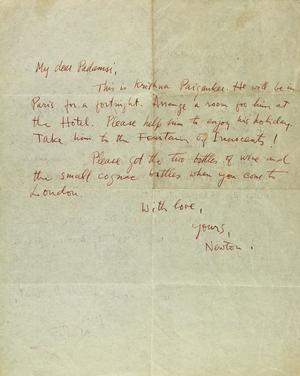 My dear Padamsi,
This is Krishna Paigankar. He will be in
Paris for a fortnight. Arrange a room for him at
the Hotel. Please help him to enjoy his holiday.
Take him to the Fountain of Innocents!
Please get the two bottles of wine and
the small cognac bottles when you come to
London.
With love,
Yours,
Newton.